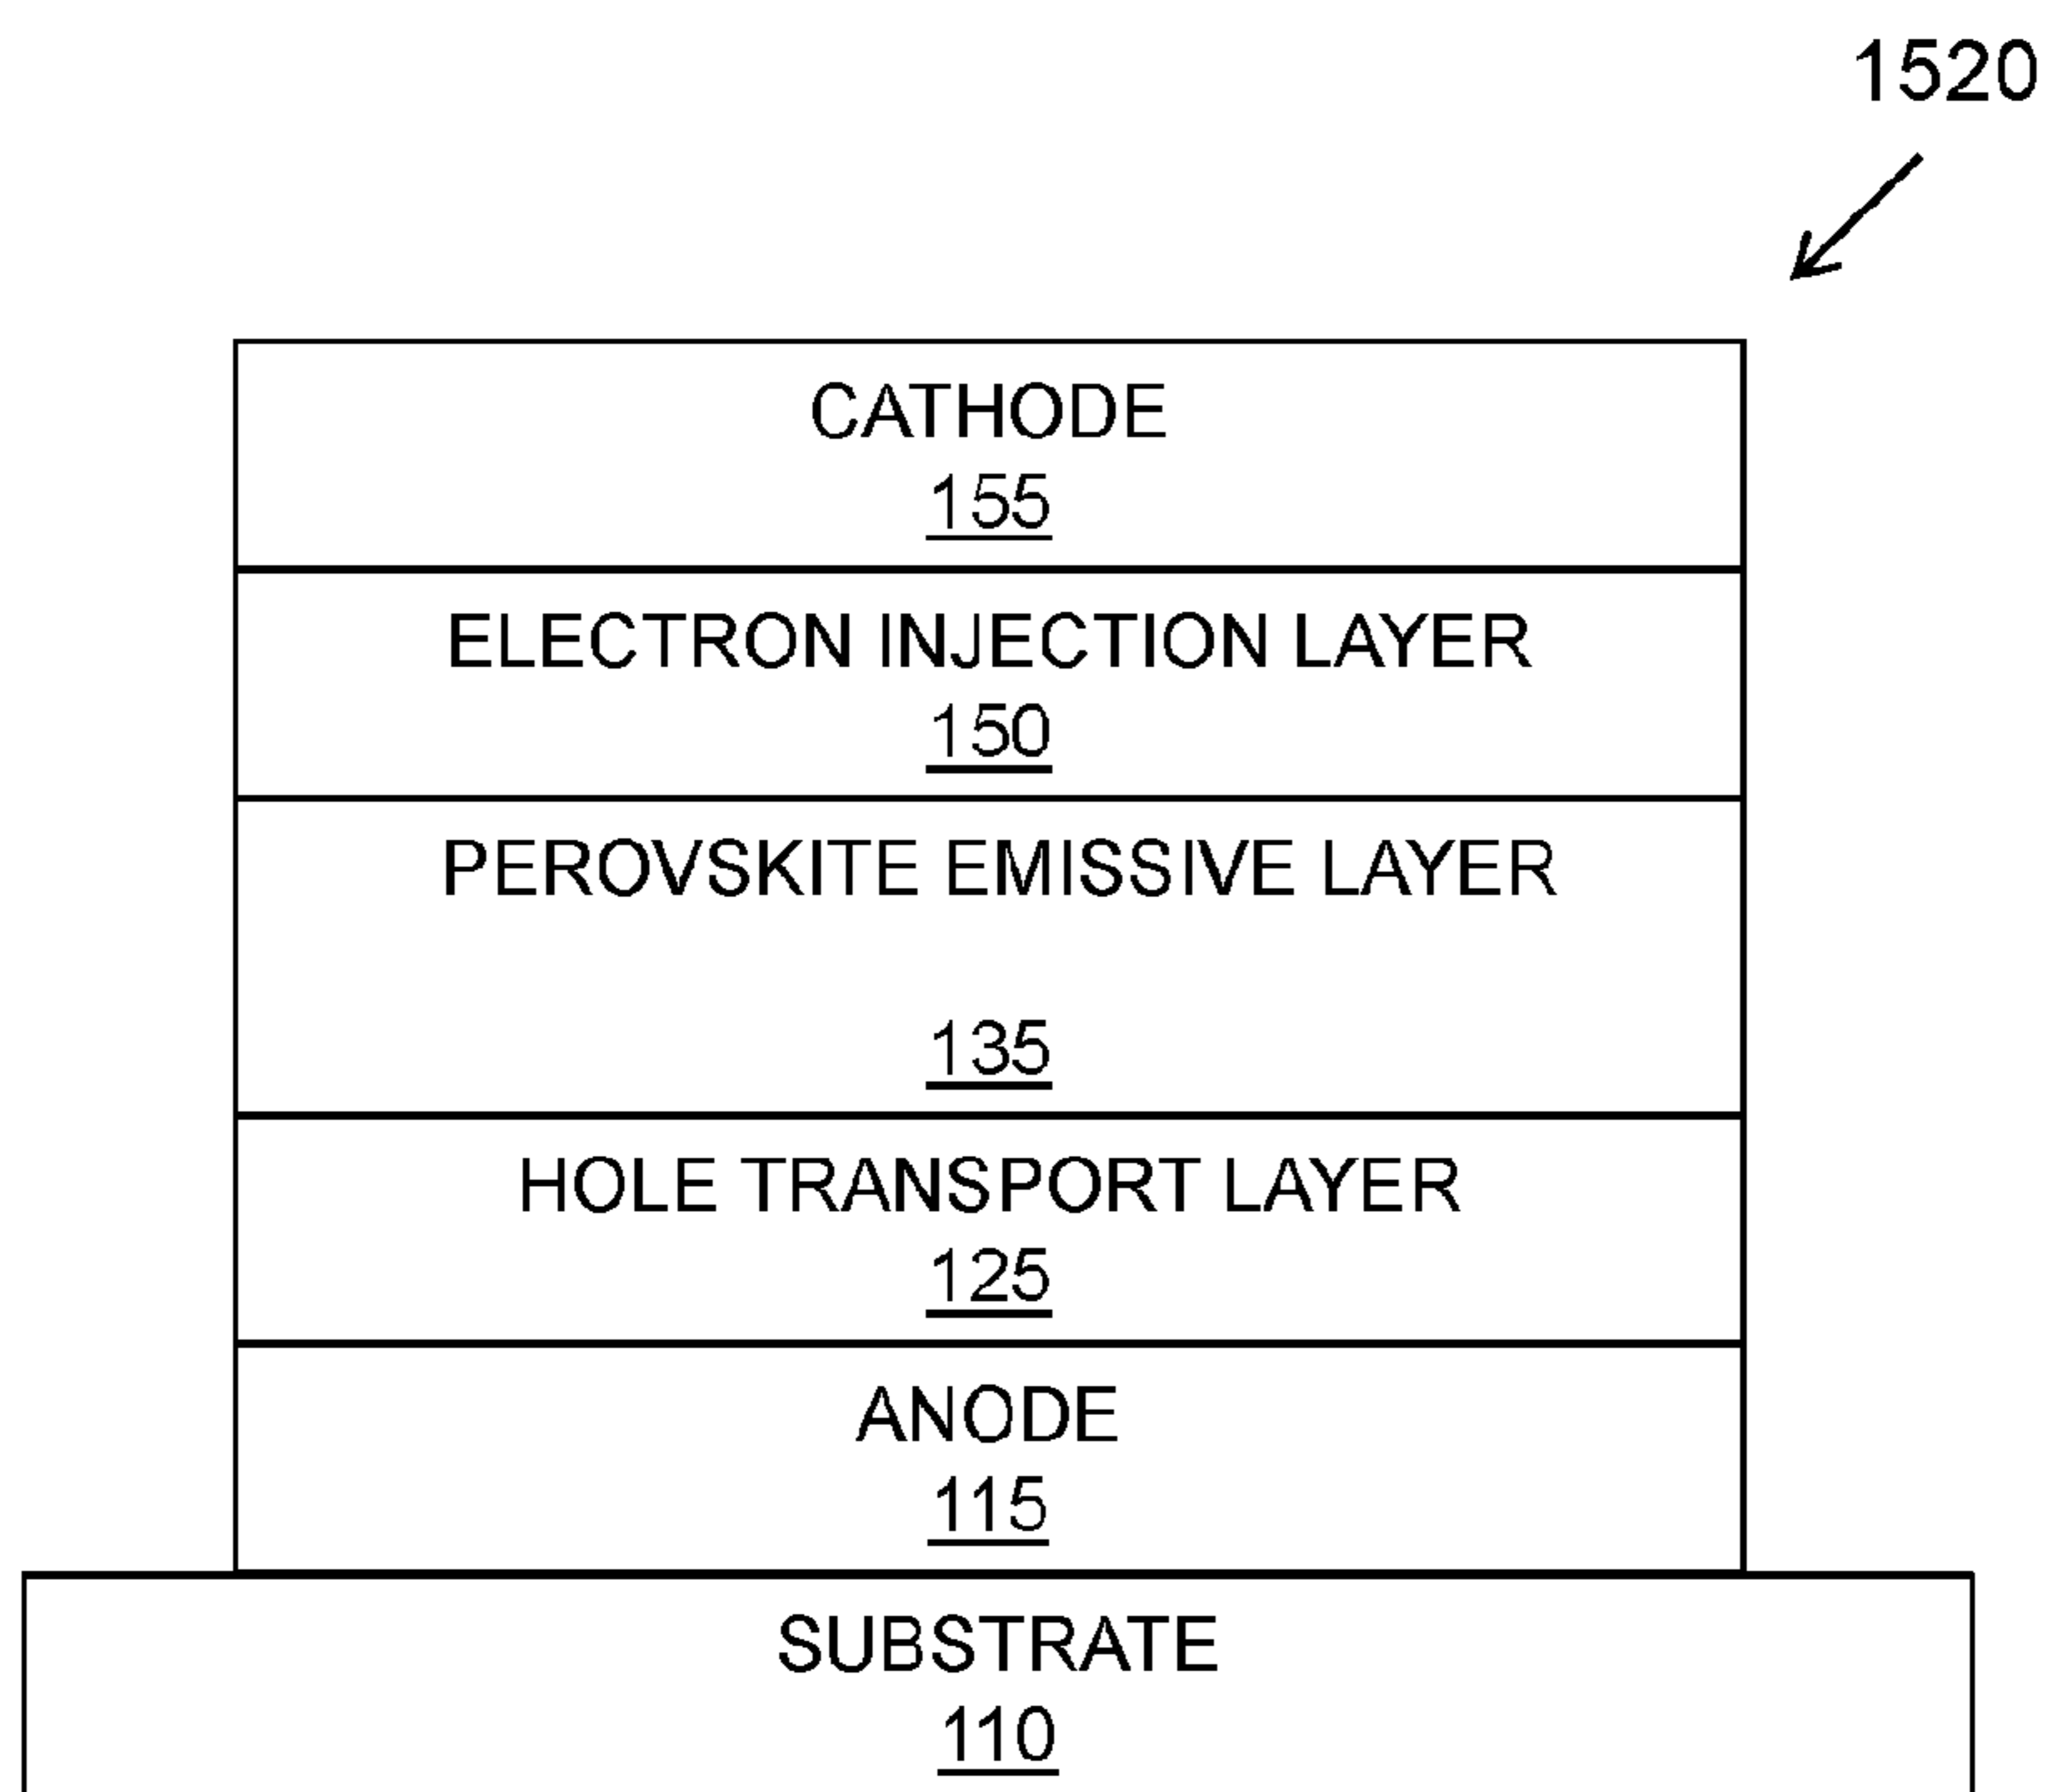 1520
CATHODE
155
ELECTRON INJECTION LAYER
150
PEROVSKITE EMISSIVE LAYER
135
HOLE TRANSPORT LAYER
125
ANODE
115
SUBSTRATE
110